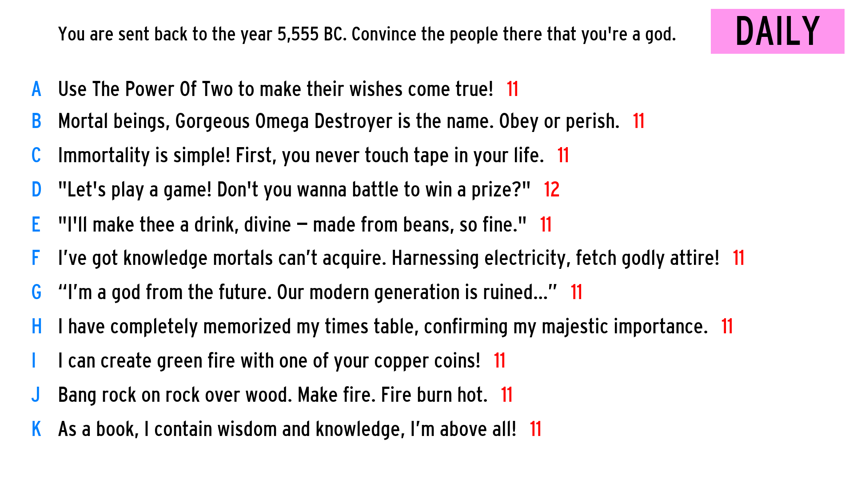 You are sent back to the year 5,555 BC. Convince the people there that you're a god.
DAILY
A Use The Power Of Two to make their wishes come true! 11
B Mortal beings, Gorgeous Omega Destroyer is the name. Obey or perish. 11
C Immortality is simple! First, you never touch tape in your life. 11
D "Let's play a game! Don't you wanna battle to win a prize?" 12
E "I'll make thee a drink, divine – made from beans, so fine." 11
F I’ve got knowledge mortals can’t acquire. Harnessing electricity, fetch godly attire! 11
G “I’m a god from the future. Our modern generation is ruined...” 11
H I have completely memorized my times table, confirming my majestic importance. 11
I I can create green fire with one of your copper coins! 11
J Bang rock on rock over wood. Make fire. Fire burn hot. 11
K As a book, I contain wisdom and knowledge, I’m above all! 11